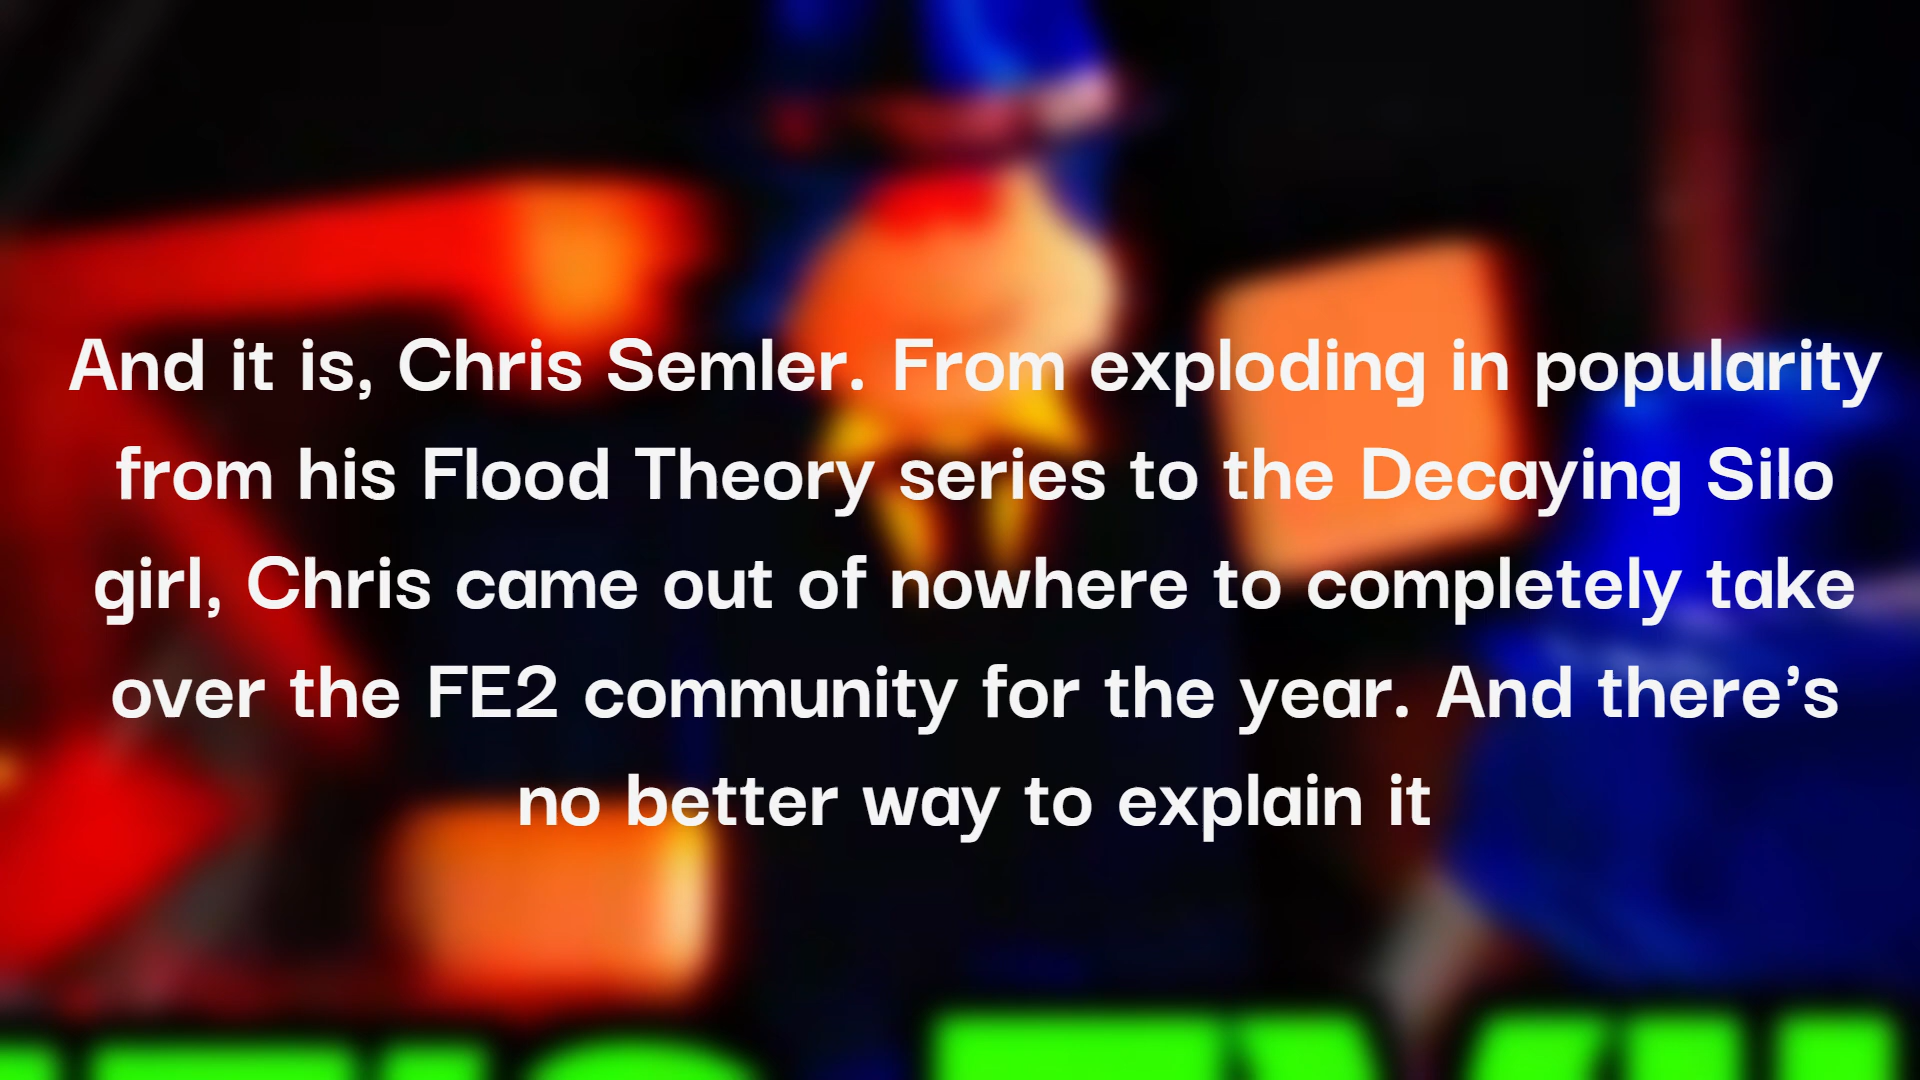 And it is, Chris Semler. From exploding in popularity
from his Flood Theory series to the Decaying Silo
girl, Chris came out of nowhere to completely take
over the FE2 community for the year. And there’s
no better way to explain it